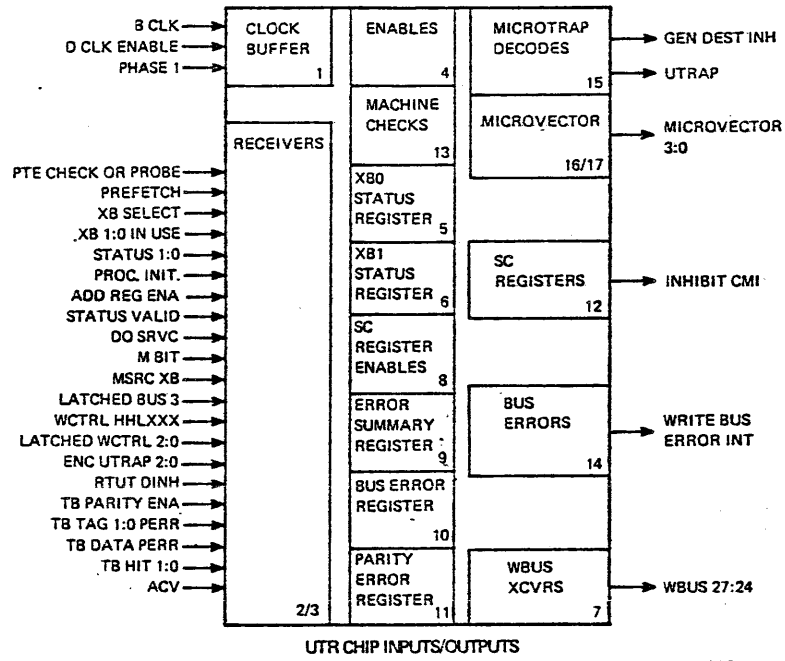 B CLK
D CLK ENABLE
PHASE 1
CLOCK
BUFFER
1
PTE CHECK OR PROBE
PREFETCH
XB SELECT
XB 1:0 IN USE
STATUS 1:0
PROC. INIT.
ADD REG ENA
STATUS VALID
DO SRVC
M BIT
MSRC XB
LATCHED BUS 3
WCTRL HHLXXX
LATCHED WCTRL 2:0
ENC UTRAP 2:0
RTUT DINH
TB PARITY ENA
TB TAG 1:0 PERR
TB DATA PERR
TB HIT 1:0
ACV
RECEIVERS
2/3
ENABLES
4
MACHINE
CHECKS
13
XB0
STATUS
REGISTER
5
XB1
STATUS
REGISTER
6
SC
REGISTER
ENABLES
8
ERROR
SUMMARY
REGISTER
9
BUS ERROR
REGISTER
10
PARITY
ERROR
REGISTER
11
MICROTRAP
DECODES
15
MICROVECTOR
16/17
SC
REGISTERS
12
BUS
ERRORS
14
WBUS
XCVRS
7
GEN DEST INH
UTRAP
MICROVECTOR
3:0
INHIBIT CMI
WRITE BUS
ERROR INT
WBUS 27:24
UTR CHIP INPUTS/OUTPUTS